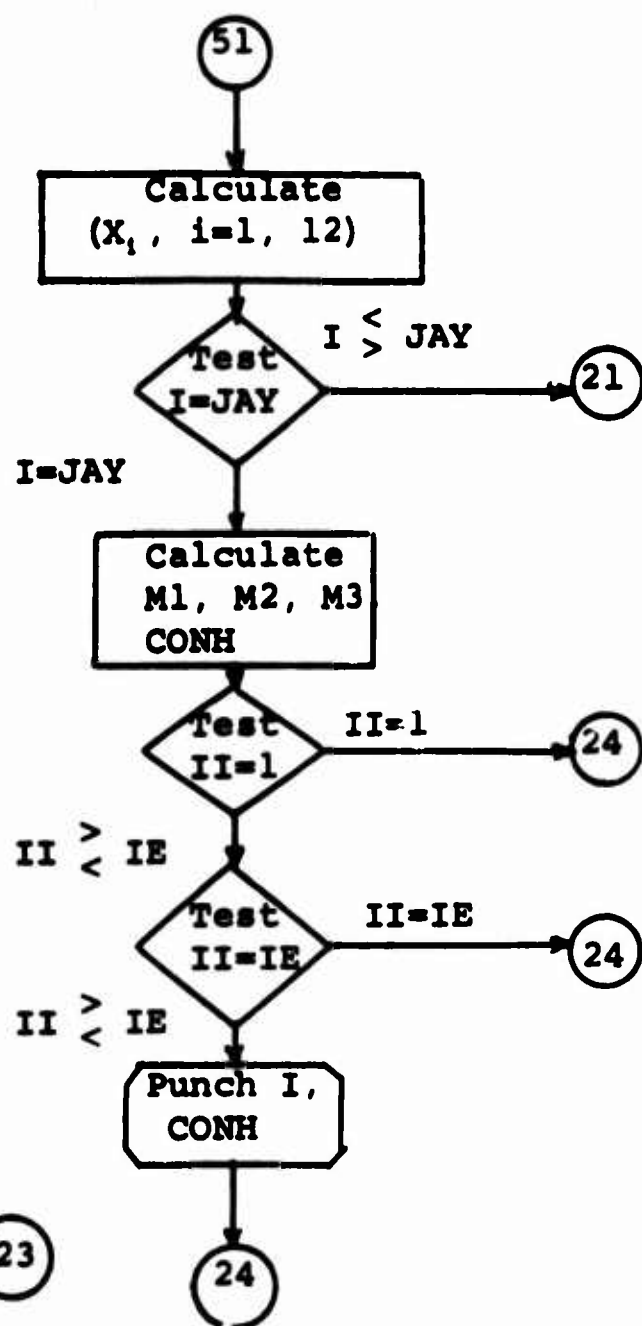 51
Calculate
(Xi, i=1, 12)
I < > JAY
Test
I=JAY
21
I=JAY
Calculate
M1, M2, M3
CONH
Test
II=1
II=1
24
II > < IE
Test
II=IE
II=IE
24
II > < IE
Punch I,
CONH
23
24